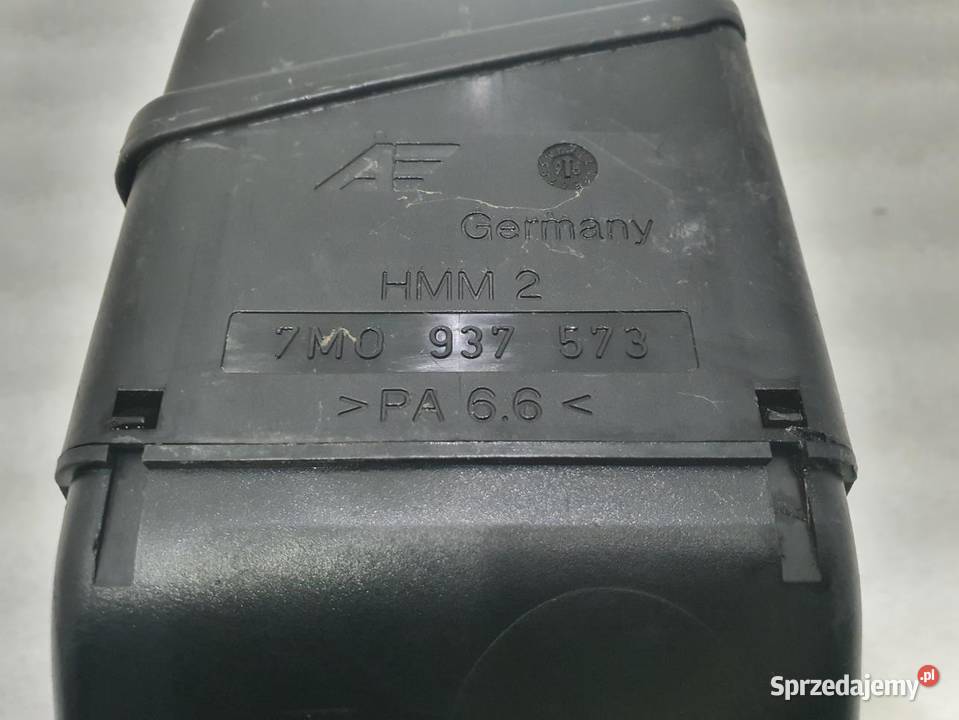 AE
Germany
HMM 2
7M0 937 573
>PA 6.6<
Sprzedajemy.pl